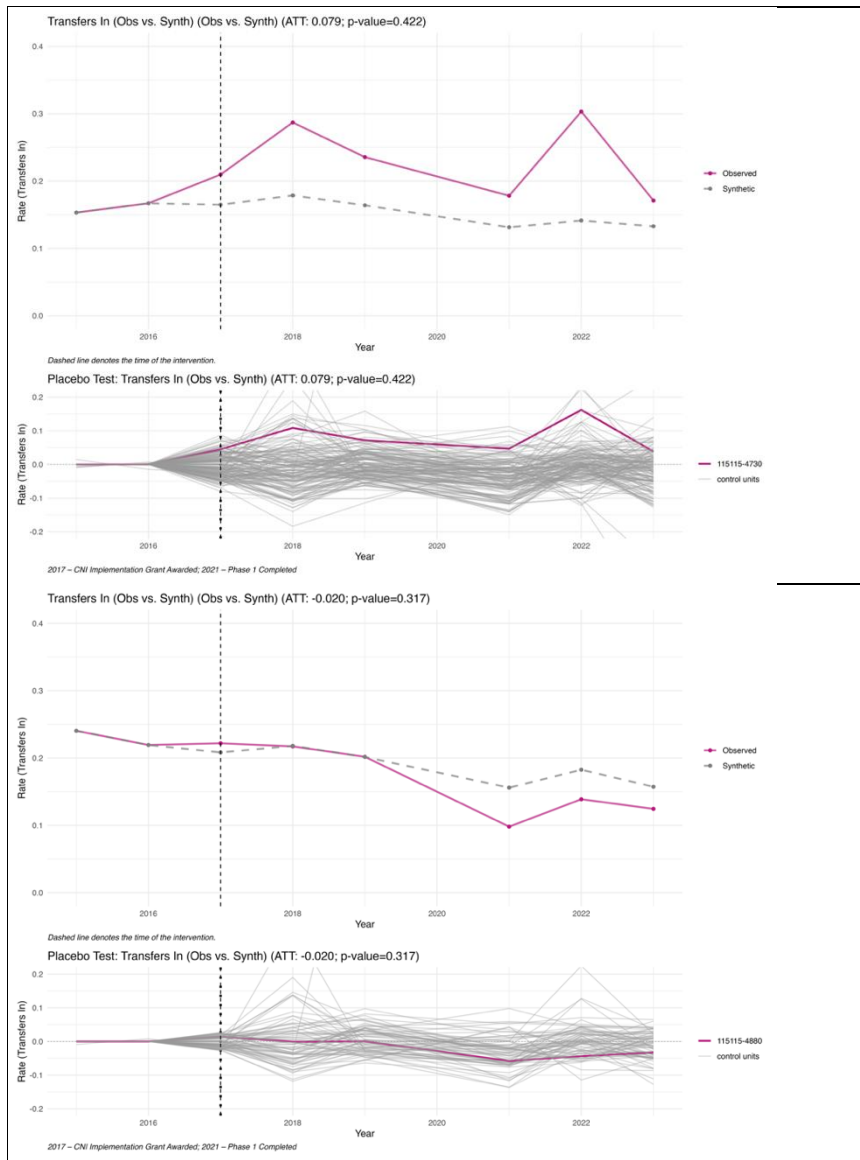 Transfers In (Obs vs. Synth) (Obs vs. Synth) (ATT: 0.079; p-value=0.422)
0.4
0.3
0.2
0.1
0.0
Rate (Transfers In)
Observed
Synthetic
2016
2018
2020
2022
Year
Dashed line denotes the time of the intervention.
Placebo Test: Transfers In (Obs vs. Synth) (ATT: 0.079; p-value=0.422)
0.2
0.1
0.0
-0.1
-0.2
Rate (Transfers In)
115115-4730
control units
2016
2018
2020
2022
Year
2017 – CNI Implementation Grant Awarded; 2021 – Phase 1 Completed
Transfers In (Obs vs. Synth) (Obs vs. Synth) (ATT: -0.020; p-value=0.317)
0.4
0.3
0.2
0.1
0.0
Rate (Transfers In)
Observed
Synthetic
2016
2018
2020
2022
Year
Dashed line denotes the time of the intervention.
Placebo Test: Transfers In (Obs vs. Synth) (ATT: -0.020; p-value=0.317)
0.2
0.1
0.0
-0.1
-0.2
Rate (Transfers In)
115115-4880
control units
2016
2018
2020
2022
Year
2017 – CNI Implementation Grant Awarded; 2021 – Phase 1 Completed